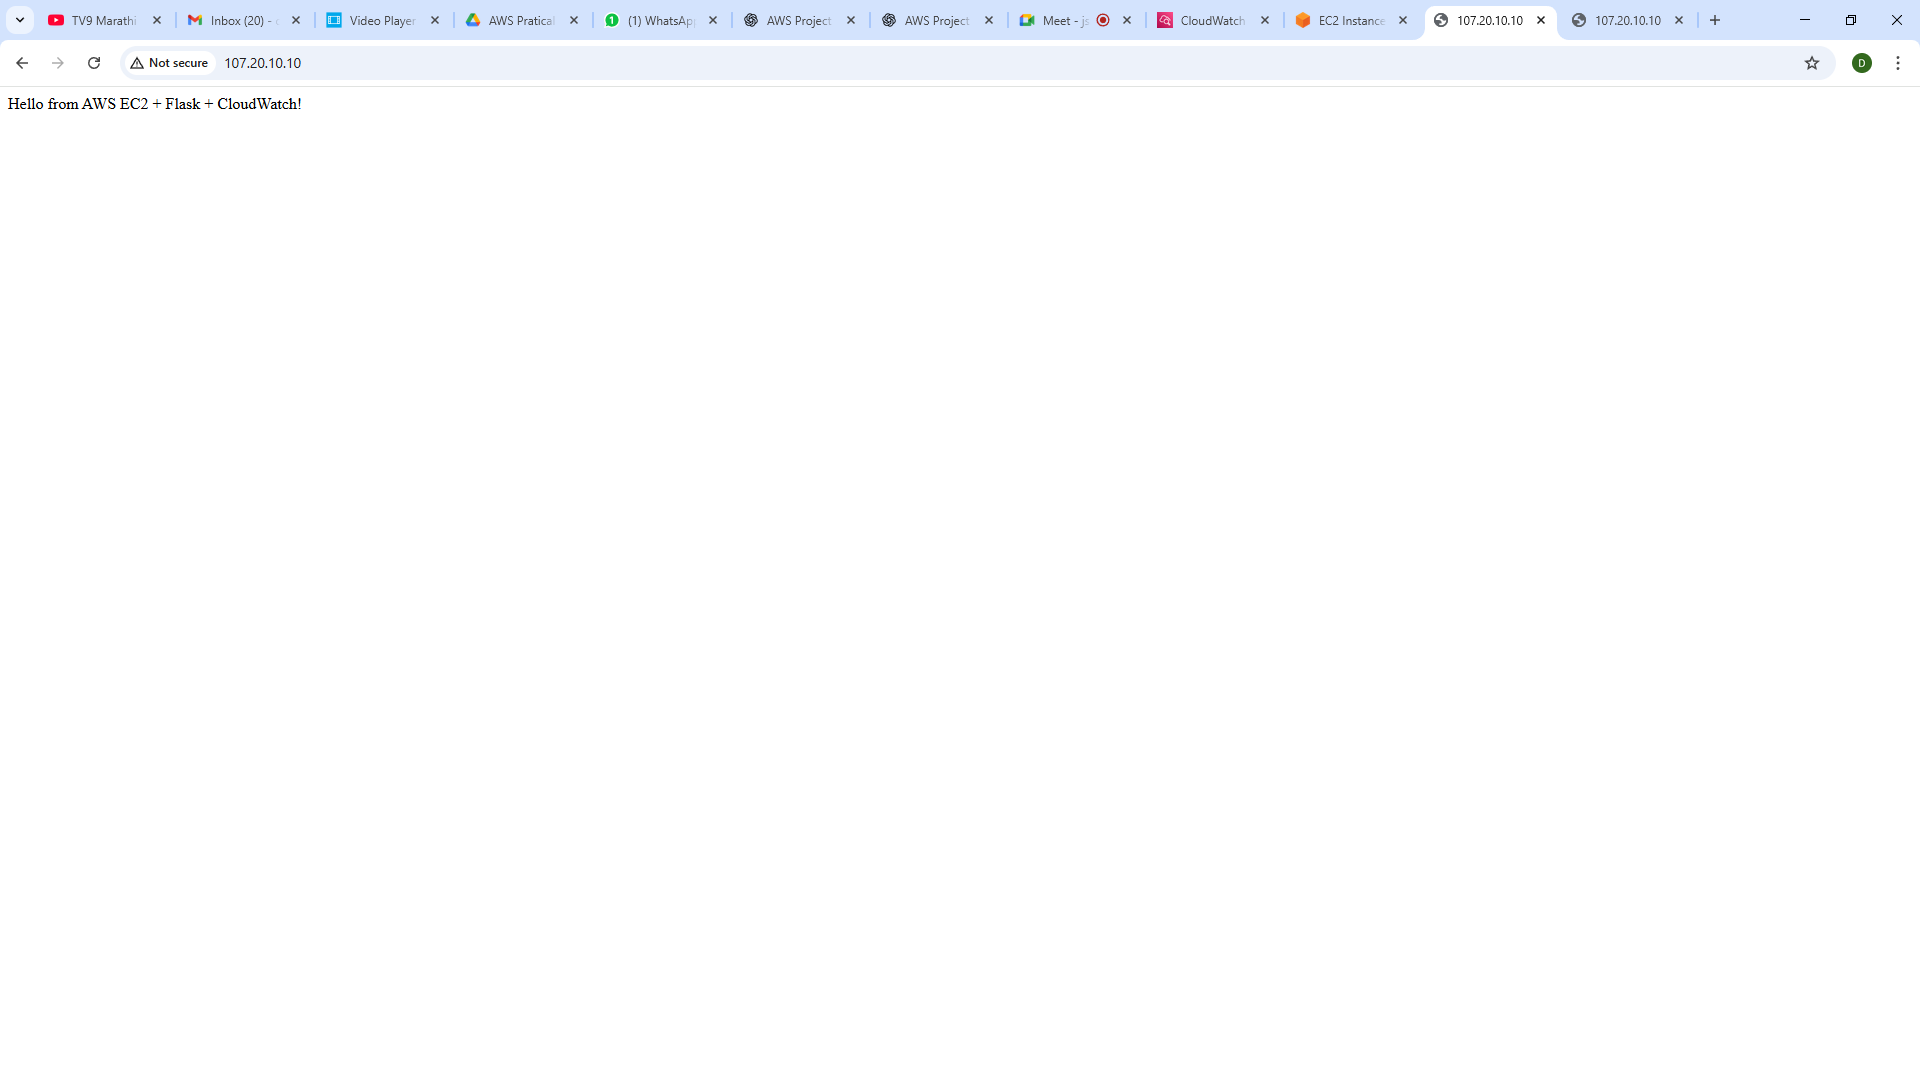 TV9 Marathi
Inbox (20) -
Video Player
AWS Pratical
1 (1) WhatsAp
AWS Project
AWS Project
Meet - js
CloudWatch
EC2 Instance
107.20.10.10
107.20.10.10
Not secure
107.20.10.10
D
Hello from AWS EC2 + Flask + CloudWatch!